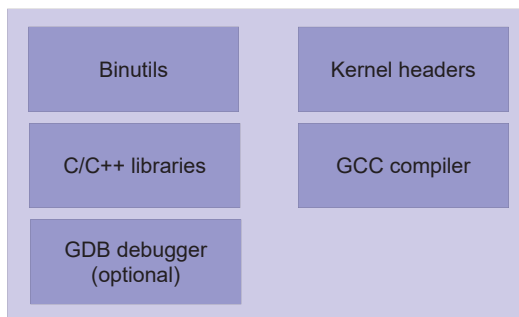 Binutils
Kernel headers
C/C++ libraries
GCC compiler
GDB debugger
(optional)